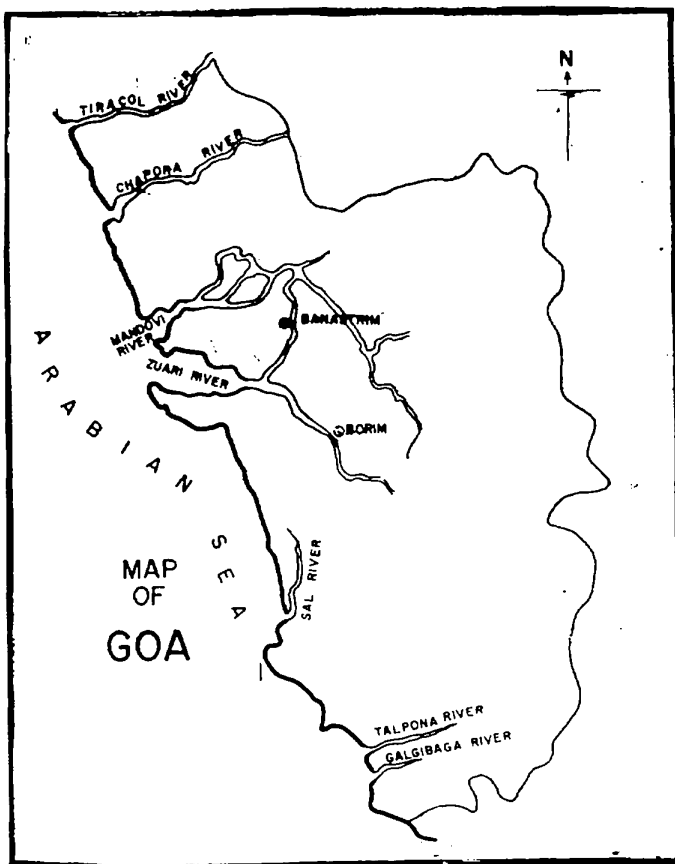 N
TIRACOL RIVER
CHAPORA RIVER
MANDOVI
RIVER
BANASTRIM
ZUARI RIVER
BORIM
ARABIAN SEA
SAL RIVER
MAP
OF
GOA
TALPONA RIVER
GALGIBAGA RIVER